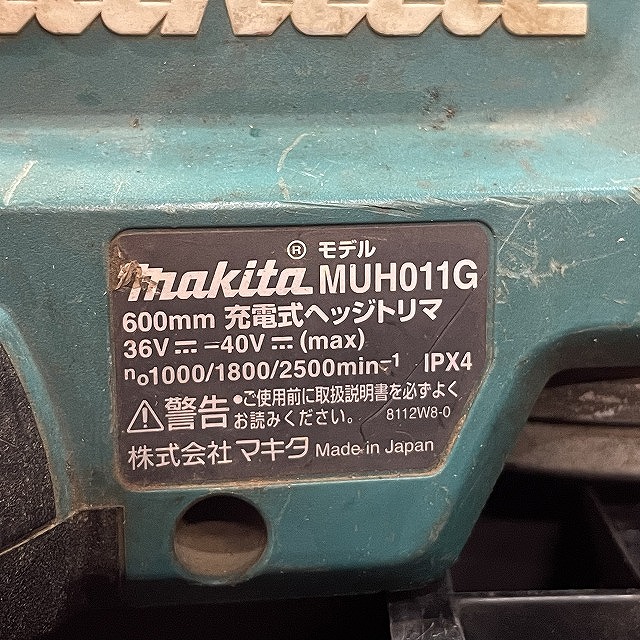 ® モデル
makita MUH011G
600mm 充電式ヘッジトリマ
36V⎓–40V⎓(max)
n₀1000/1800/2500min⁻¹ IPX4
⚠警告 •ご使用前に取扱説明書を必ずよく
お読みください。 8112W8-0
株式会社マキタ Made in Japan